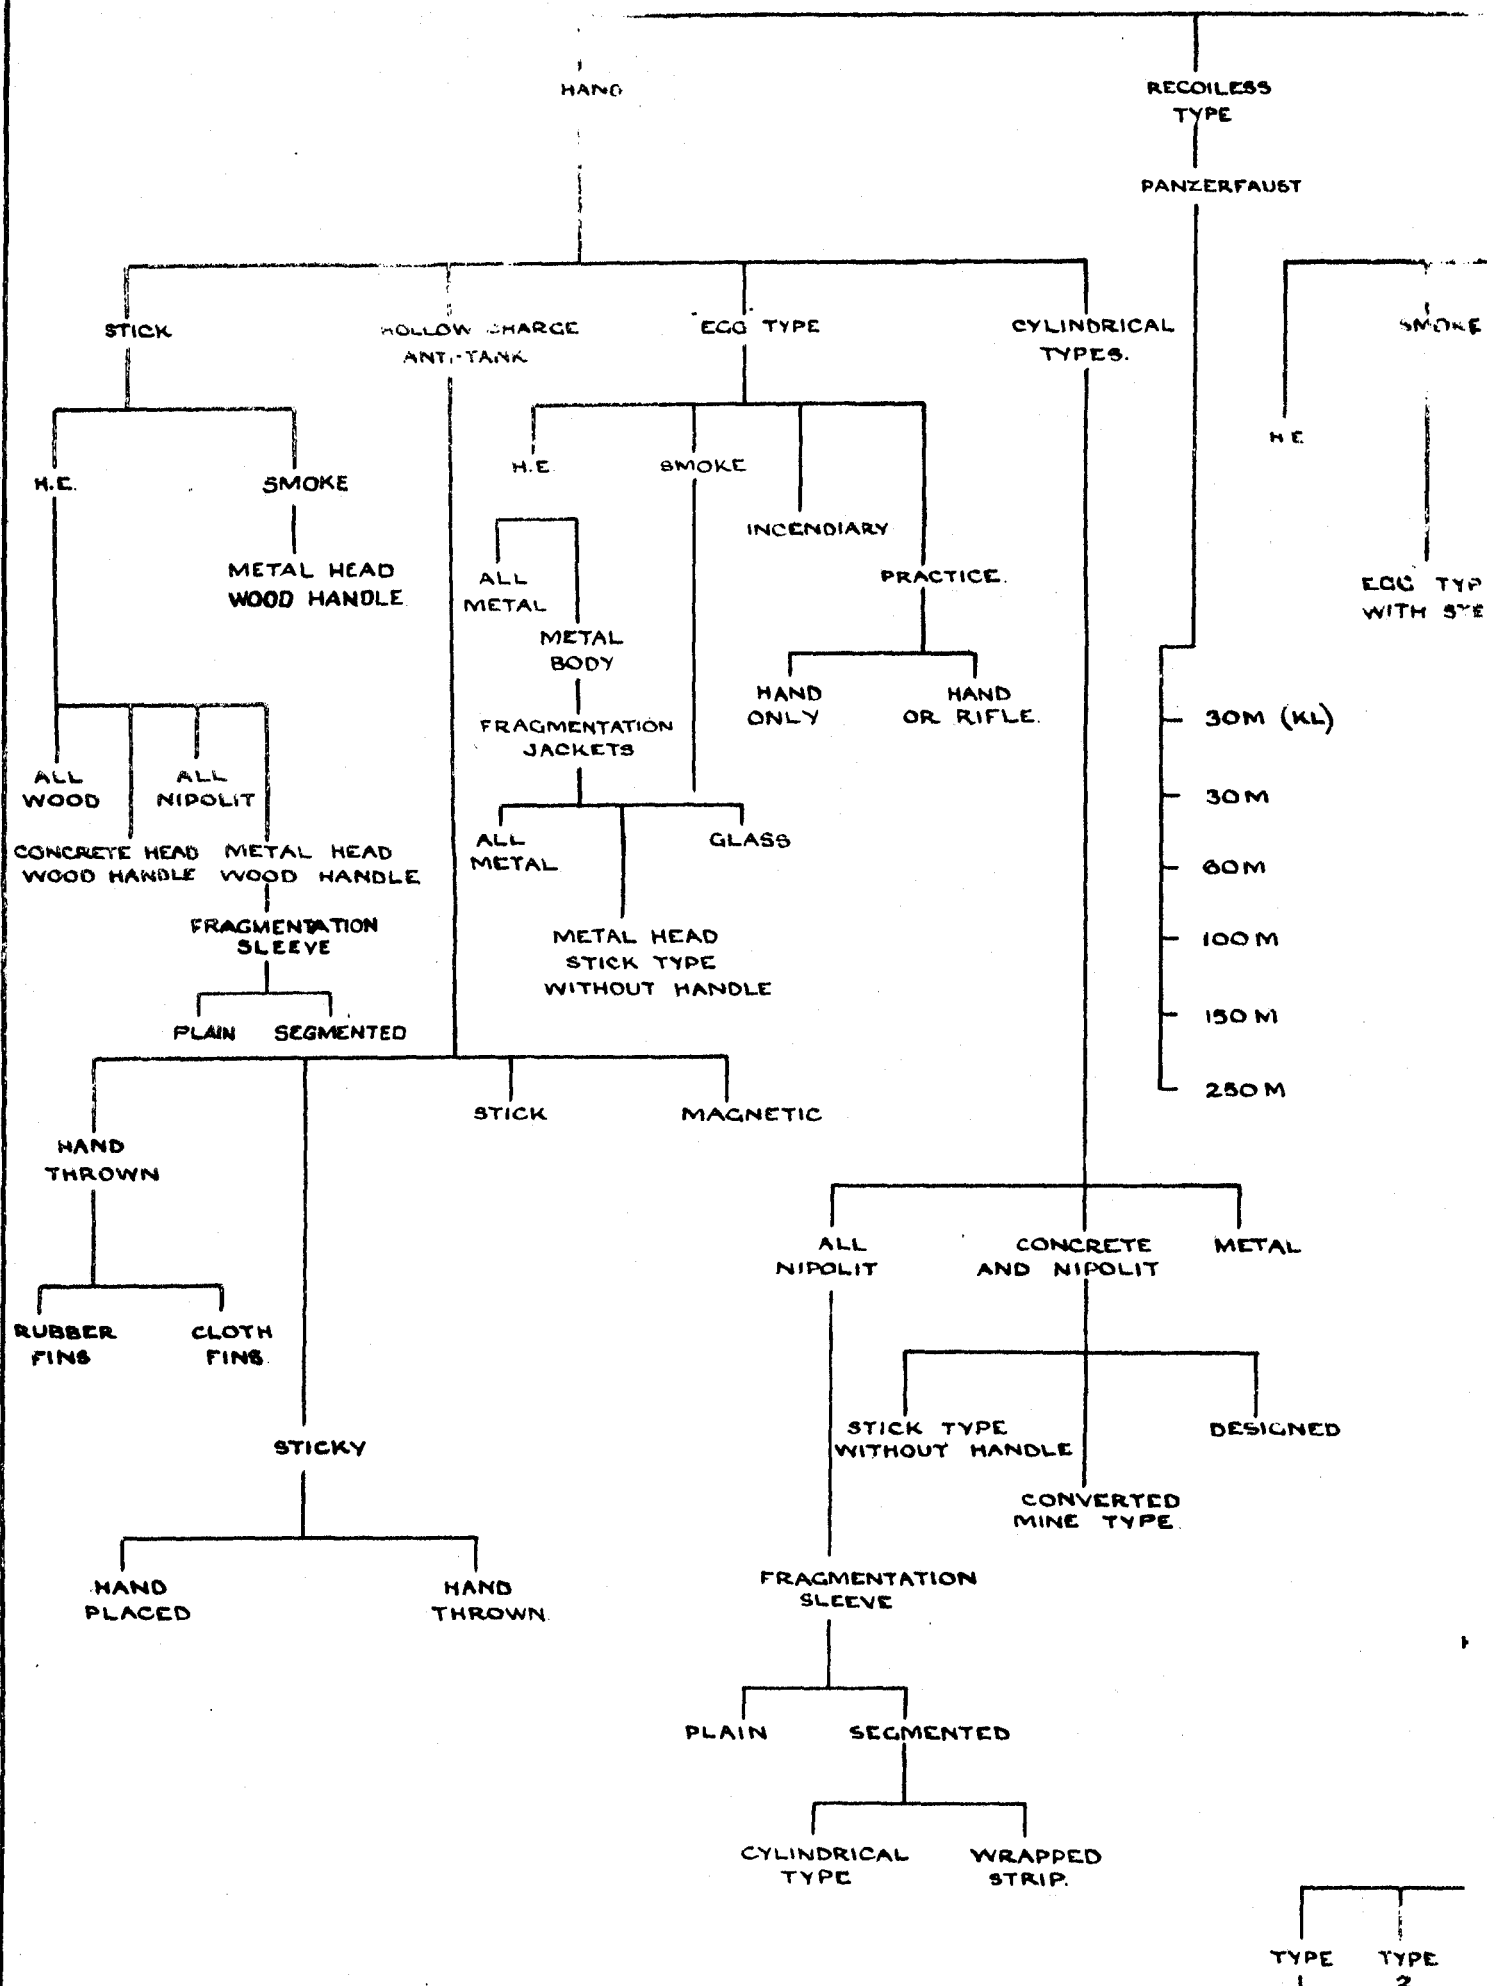 HAND
RECOILESS
TYPE
PANZERFAUST
STICK
HOLLOW CHARGE
ANTI-TANK
EGG TYPE
CYLINDRICAL
TYPES.
SMOKE
H.E.
SMOKE
METAL HEAD
WOOD HANDLE
H.E.
SMOKE
INCENDIARY
PRACTICE.
H E
EGG TYP
WITH STE
ALL
METAL
METAL
BODY
FRAGMENTATION
JACKETS
HAND
ONLY
HAND
OR RIFLE.
30M (KL)
30M
60M
100M
150M
250M
ALL
WOOD
ALL
NIPOLIT
CONCRETE HEAD
WOOD HANDLE
METAL HEAD
WOOD HANDLE
FRAGMENTATION
SLEEVE
PLAIN
SEGMENTED
ALL
METAL
GLASS
METAL HEAD
STICK TYPE
WITHOUT HANDLE
HAND
THROWN
STICK
MAGNETIC
RUBBER
FINS
CLOTH
FINS.
STICKY
HAND
PLACED
HAND
THROWN.
ALL
NIPOLIT
CONCRETE
AND NIPOLIT
METAL
STICK TYPE
WITHOUT HANDLE
DESIGNED
CONVERTED
MINE TYPE.
FRAGMENTATION
SLEEVE
PLAIN
SEGMENTED
CYLINDRICAL
TYPE
WRAPPED
STRIP.
TYPE
1
TYPE
2